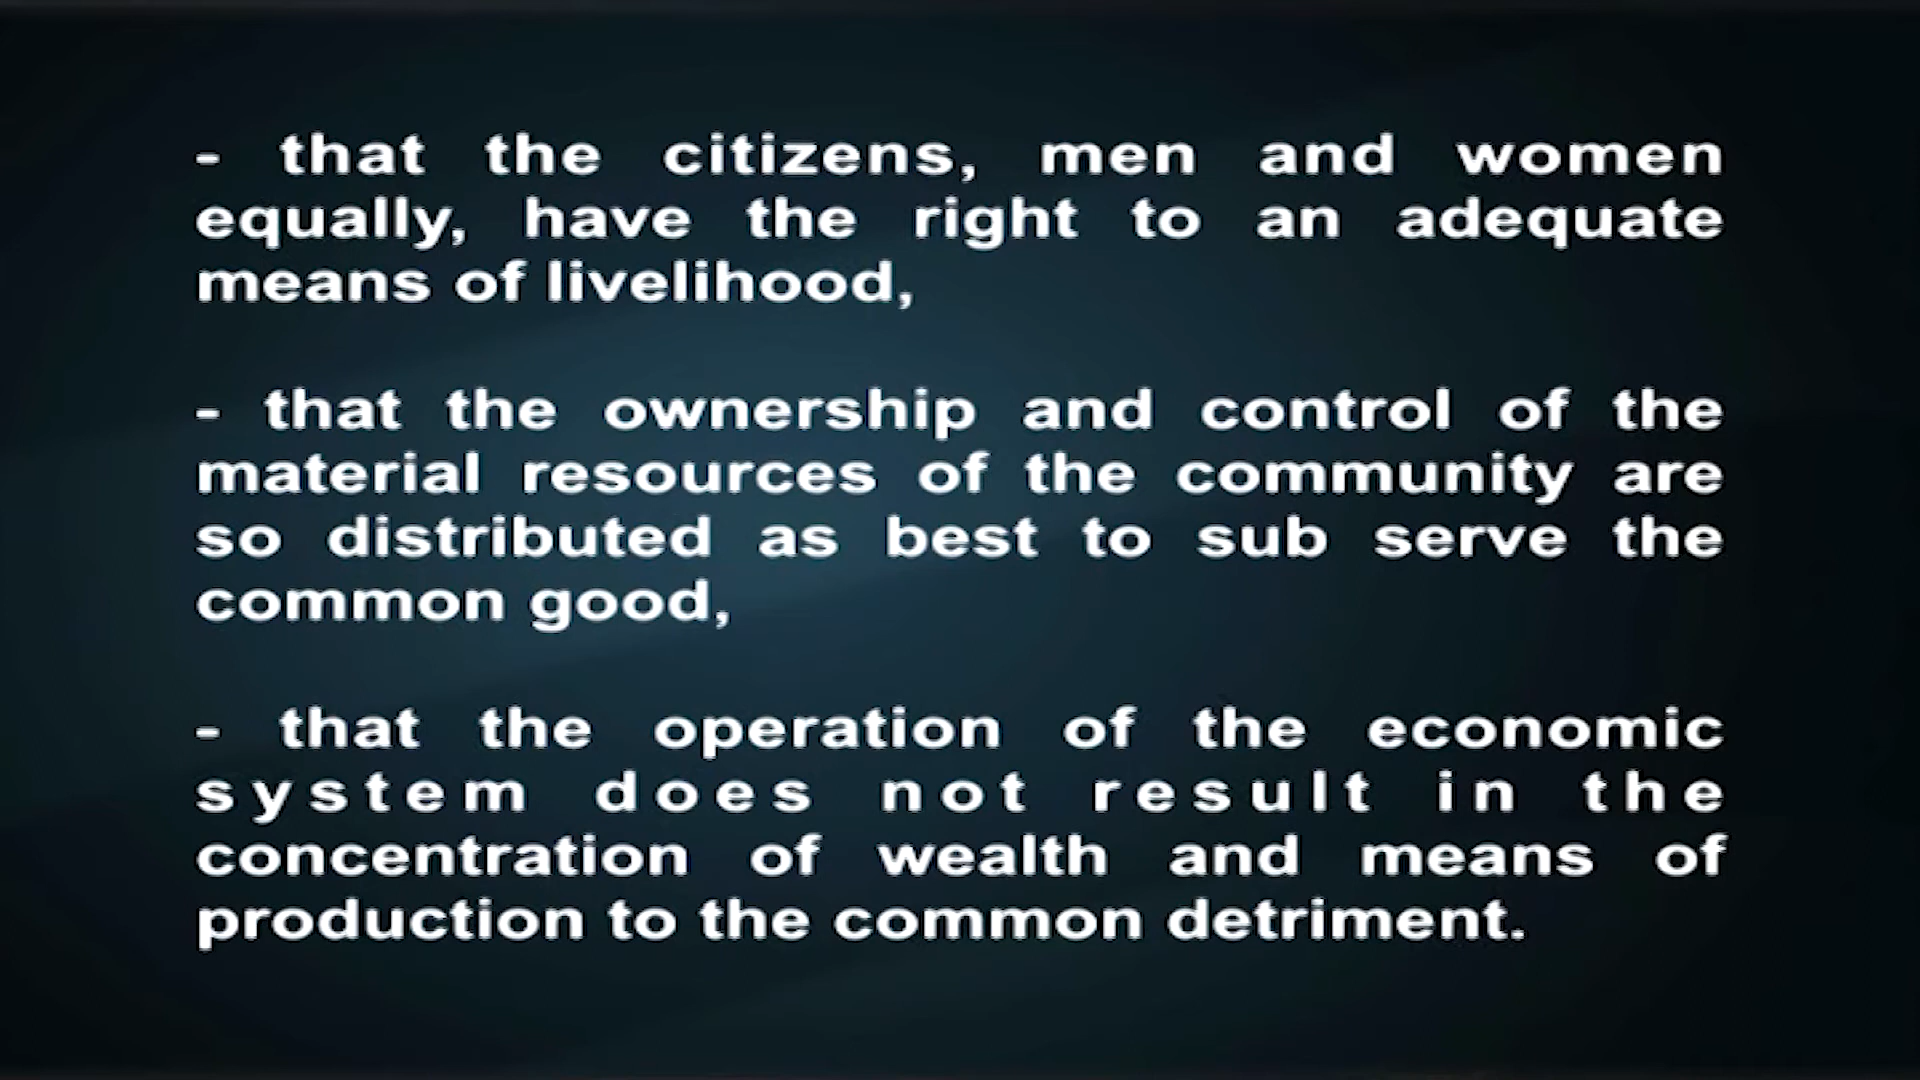 - that the citizens, men and women
equally, have the right to an adequate
means of livelihood,
- that the ownership and control of the
material resources of the community are
so distributed as best to sub serve the
common good,
- that the operation of the economic
system does not result in the
concentration of wealth and means of
production to the common detriment.